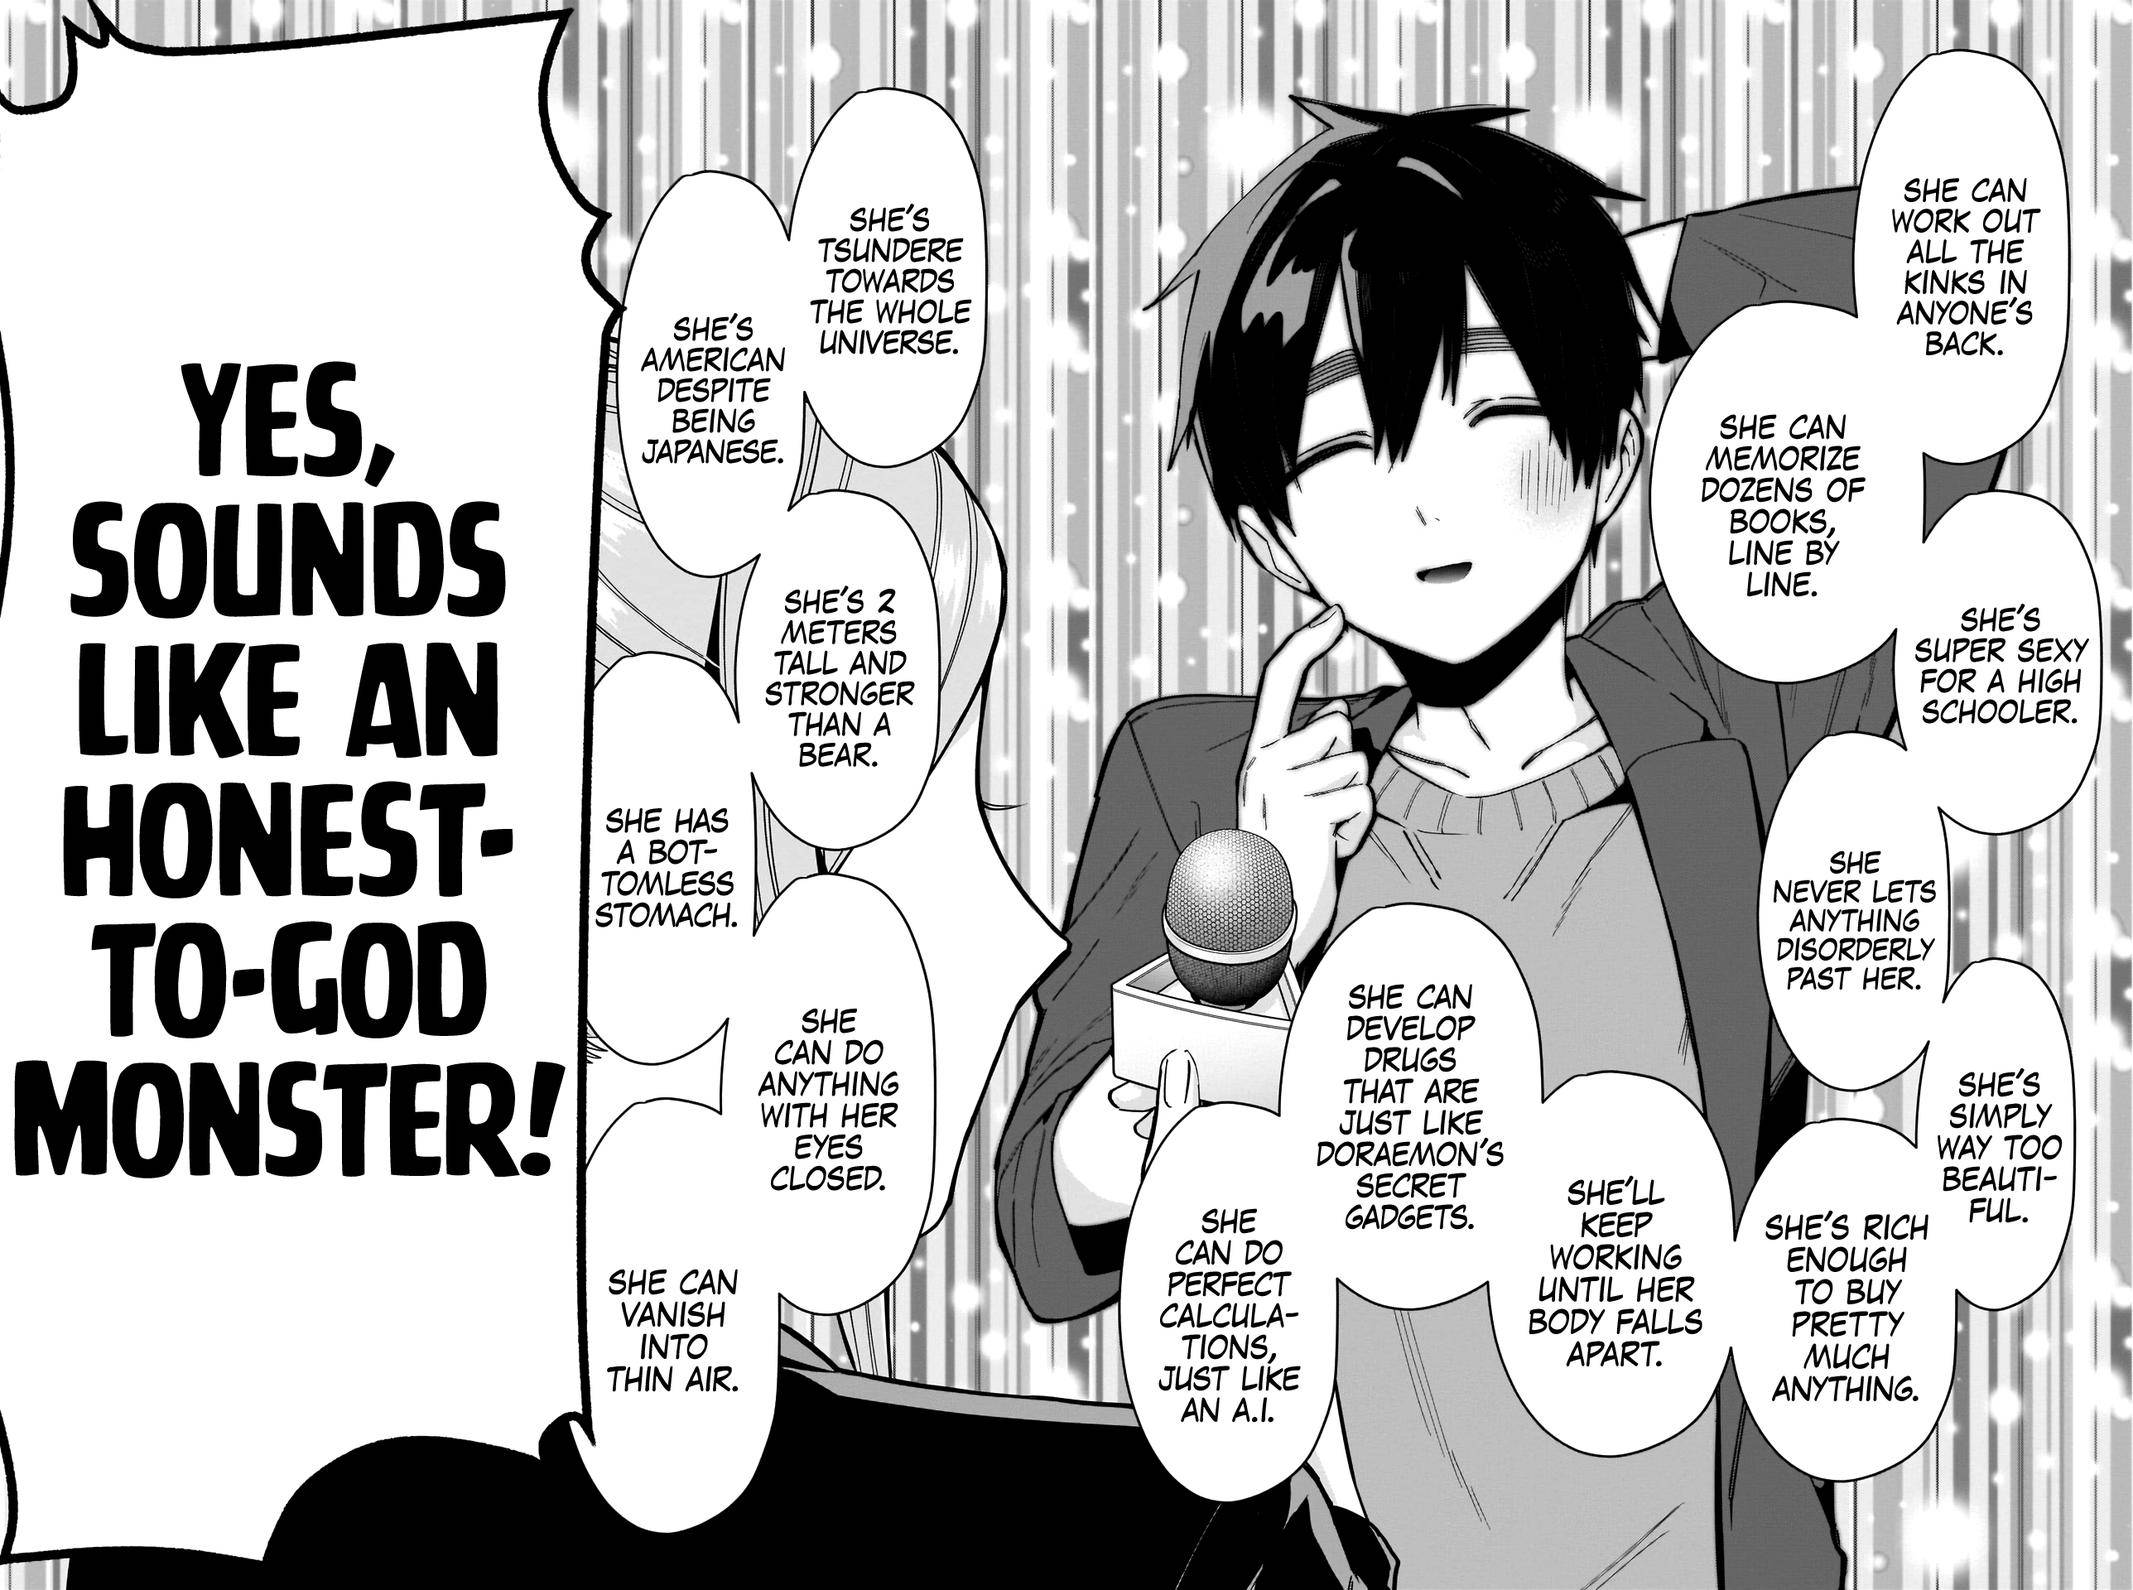 SHE CAN
WORK OUT
ALL THE
KINKS IN
ANYONE'S
BACK.
SHE CAN
MEMORIZE
DOZENS OF
BOOKS,
LINE BY
LINE.
SHE'S
SUPER SEXY
FOR A HIGH
SCHOOLER.
SHE
NEVER LETS
ANYTHING
DISORDERLY
PAST HER.
SHE'S
SIMPLY
WAY TOO
BEAUTI-
FUL.
SHE'S RICH
ENOUGH
TO BUY
PRETTY
MUCH
ANYTHING.
SHE'LL
KEEP
WORKING
UNTIL HER
BODY FALLS
APART.
SHE CAN
DEVELOP
DRUGS
THAT ARE
JUST LIKE
DORAEMON'S
SECRET
GADGETS.
SHE
CAN DO
PERFECT
CALCULA-
TIONS,
JUST LIKE
AN A.I.
SHE'S
TSUNDERE
TOWARDS
THE WHOLE
UNIVERSE.
SHE'S
AMERICAN
DESPITE
BEING
JAPANESE.
SHE'S 2
METERS
TALL AND
STRONGER
THAN A
BEAR.
SHE HAS
A BOT-
TOMLESS
STOMACH.
SHE
CAN DO
ANYTHING
WITH HER
EYES
CLOSED.
SHE CAN
VANISH
INTO
THIN AIR.
YES,
SOUNDS
LIKE AN
HONEST-
TO-GOD
MONSTER!